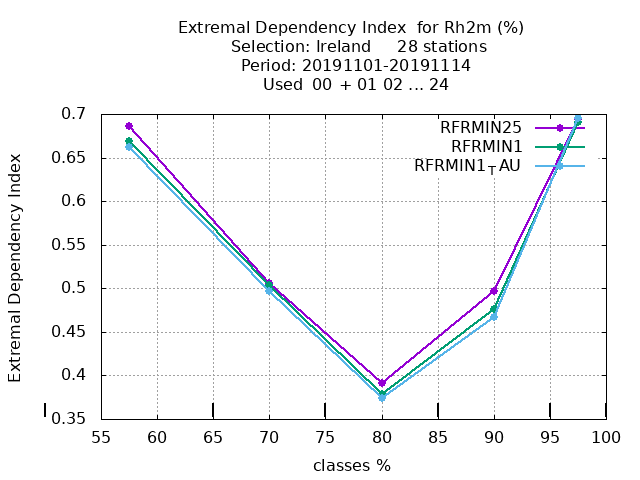 Extremal Dependency Index for Rh2m (%)
Selection: Ireland 28 stations
Period: 20191101-20191114
Used 00 + 01 02 ... 24
0.7
0.65
0.6
0.55
0.5
0.45
0.4
0.35
Extremal Dependency Index
RFRMIN25
RFRMIN1
RFRMIN1TAU
55 60 65 70 75 80 85 90 95 100
classes %